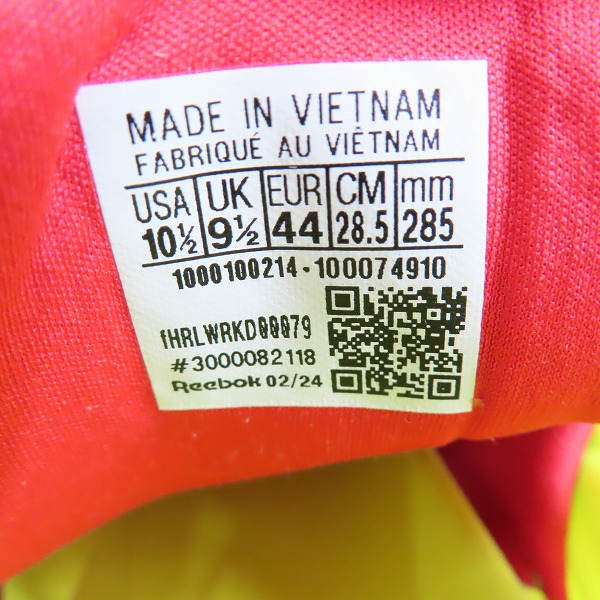 MADE IN VIETNAM
FABRIQUÉ AU VIÊTNAM
USA UK EUR CM mm
10½ 9½ 44 28.5 285
1000100214-100074910
fHRLWRKD00079
#3000082118
Reebok 02/24